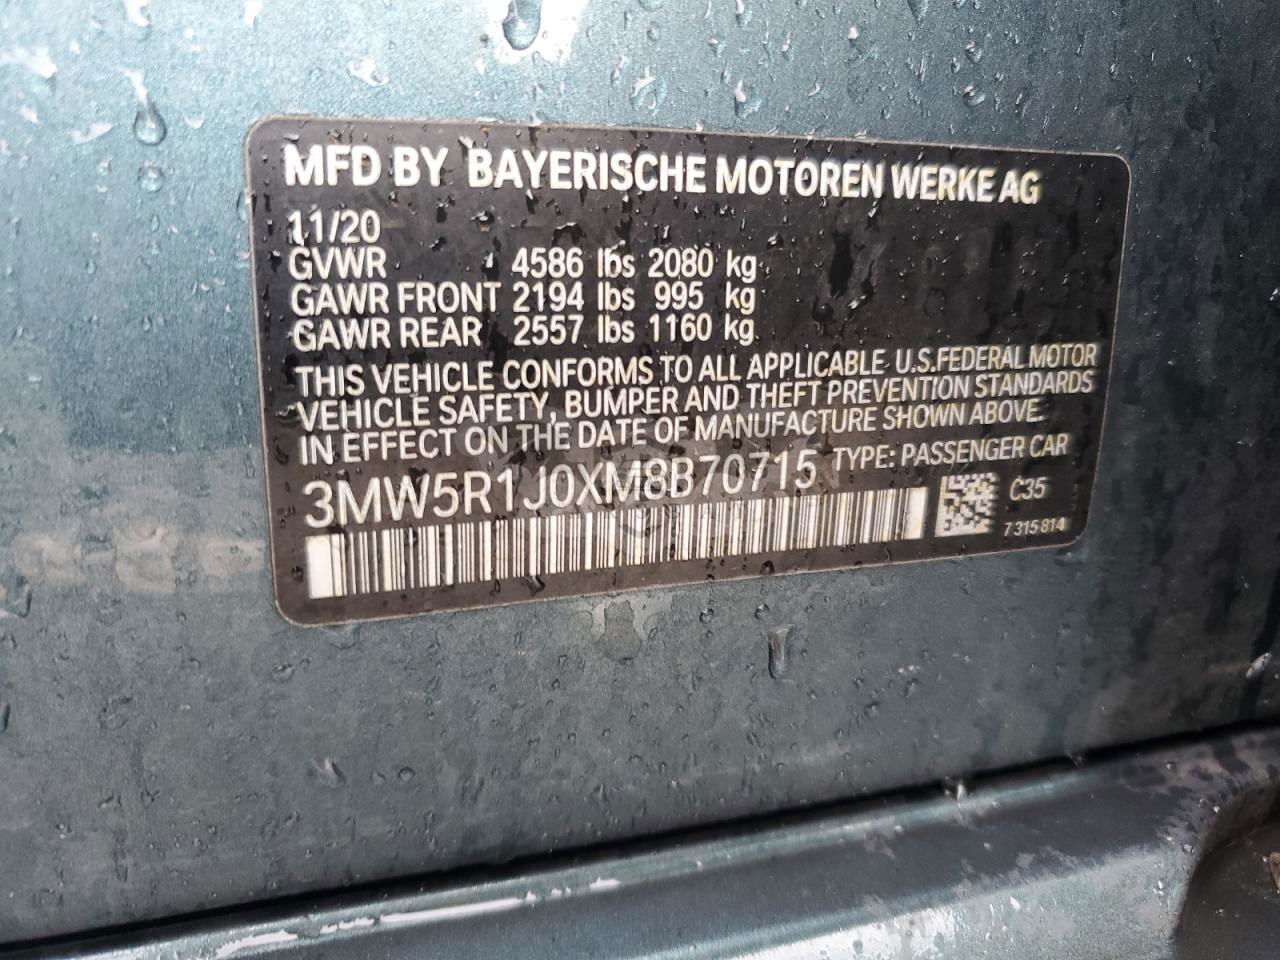 MFD BY BAYERISCHE MOTOREN WERKE AG
11/20
GVWR 4586 lbs 2080 kg
GAWR FRONT 2194 lbs 995 kg
GAWR REAR 2557 lbs 1160 kg
THIS VEHICLE CONFORMS TO ALL APPLICABLE U.S.FEDERAL MOTOR
VEHICLE SAFETY, BUMPER AND THEFT PREVENTION STANDARDS
IN EFFECT ON THE DATE OF MANUFACTURE SHOWN ABOVE.
3MW5R1J0XM8B70715 TYPE: PASSENGER CAR
C35
7 315 814